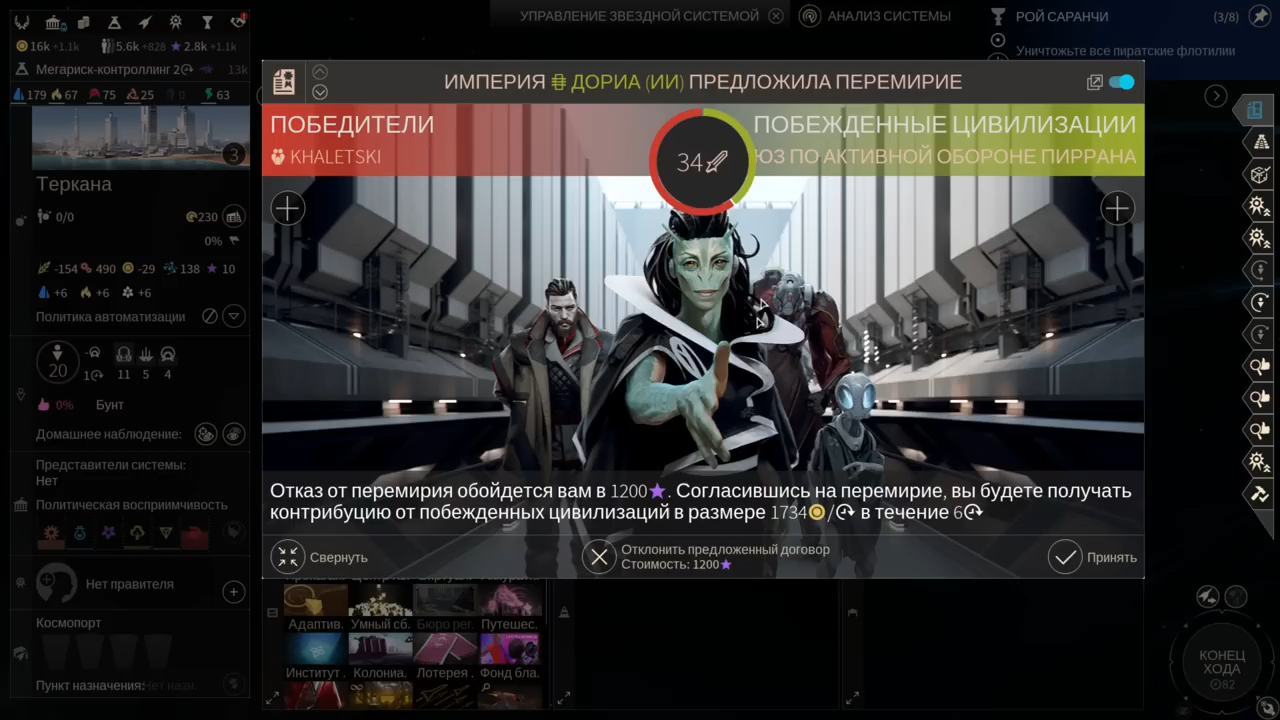 УПРАВЛЕНИЕ ЗВЕЗДНОЙ СИСТЕМОЙ
АНАЛИЗ СИСТЕМЫ
РОЙ САРАНЧИ
(3/8)
Уничтожьте все пиратские флотилии
16k +1.1k 5.6k +828 2.8k +1.1k
Мегариск-контроллинг 2 13k
179 67 75 25 0 63
3
Теркана
0/0 230
0%
-154 490 -29 138 10
+6 +6 +6
Политика автоматизации
20
1 11 5 4
0% Бунт
Домашнее наблюдение:
Представители системы:
Нет
Политическая восприимчивость
Нет правителя
Космопорт
Пункт назначения: Нет назн.
ИМПЕРИЯ ДОРИА (ИИ) ПРЕДЛОЖИЛА ПЕРЕМИРИЕ
ПОБЕДИТЕЛИ
KHALETSKI
34
ПОБЕЖДЕННЫЕ ЦИВИЛИЗАЦИИ
ЮЗ ПО АКТИВНОЙ ОБОРОНЕ ПИРРАНА
Отказ от перемирия обойдется вам в 1200. Согласившись на перемирие, вы будете получать
контрибуцию от побежденных цивилизаций в размере 1734/ в течение 6
Свернуть
Отклонить предложенный договор
Стоимость: 1200
Принять
Адаптив. Умный сб. Бюро рег. Путешес.
Институт . Колониа. Лотерея . Фонд бла.
КОНЕЦ
ХОДА
82